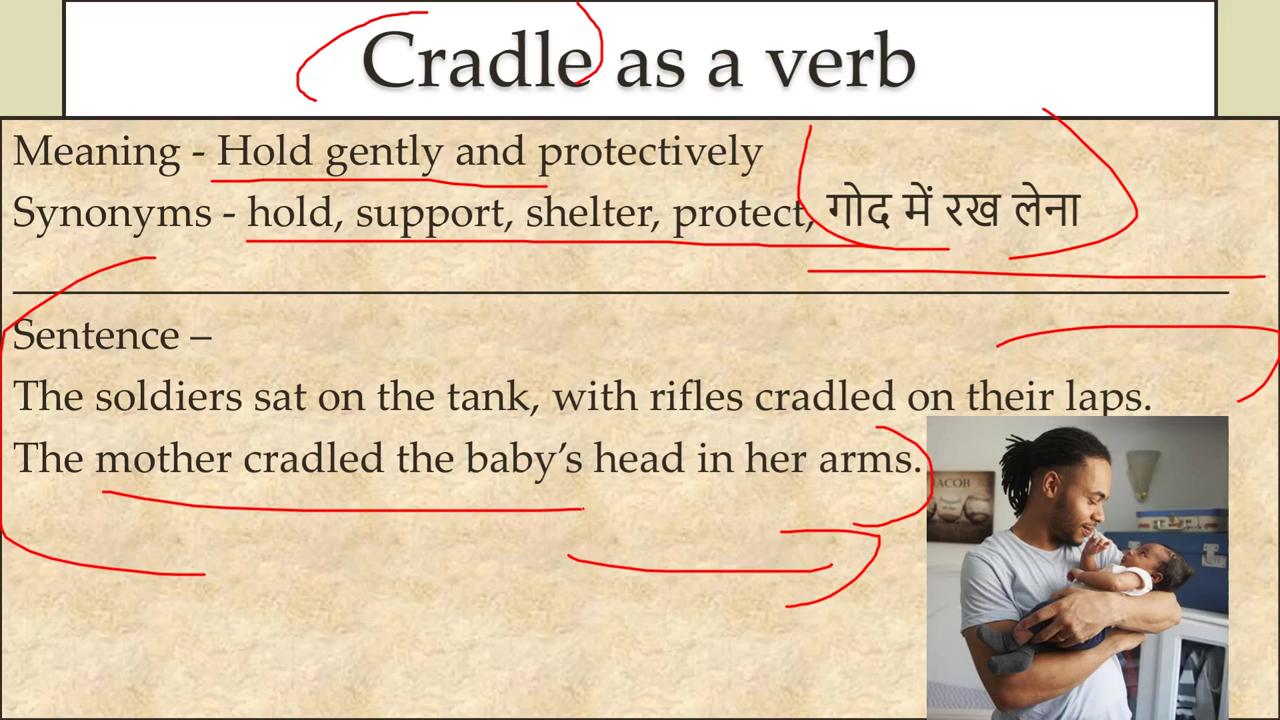 Cradle as a verb
Meaning - Hold gently and protectively
Synonyms - hold, support, shelter, protect, गोद में रख लेना
Sentence –
The soldiers sat on the tank, with rifles cradled on their laps.
The mother cradled the baby’s head in her arms.
ACOB